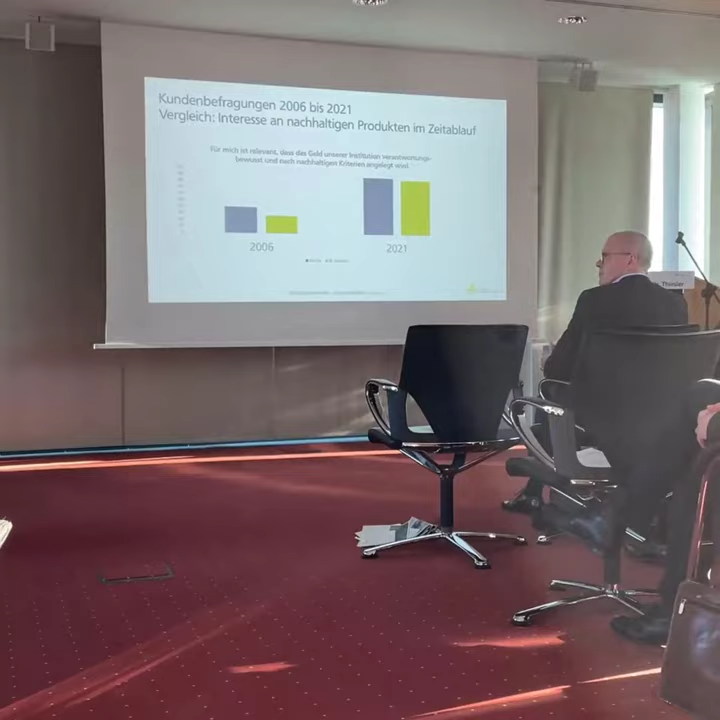 Kundenbefragungen 2006 bis 2021
Vergleich: Interesse an nachhaltigen Produkten im Zeitablauf
Für mich ist relevant, dass das Geld unserer Institution verantwortungs-
bewusst und nach nachhaltigen Kriterien angelegt wird.
2006
2021